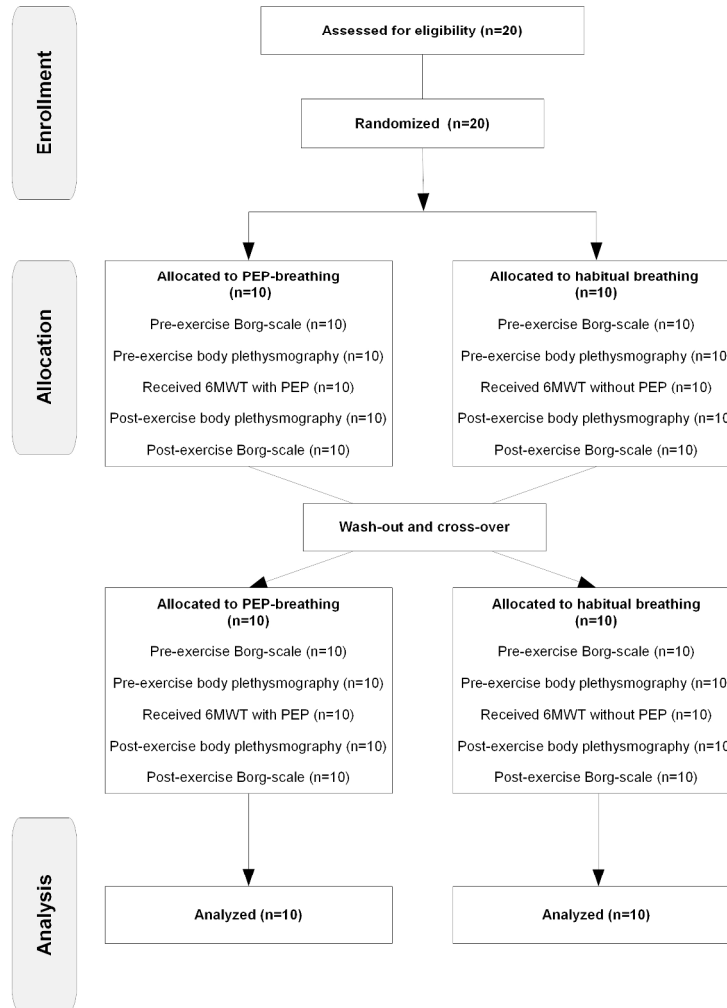 Enrollment
Assessed for eligibility (n=20)
Randomized (n=20)
Allocation
Allocated to PEP-breathing
(n=10)
Pre-exercise Borg-scale (n=10)
Pre-exercise body plethysmography (n=10)
Received 6MWT with PEP (n=10)
Post-exercise body plethysmography (n=10)
Post-exercise Borg-scale (n=10)
Allocated to habitual breathing
(n=10)
Pre-exercise Borg-scale (n=10)
Pre-exercise body plethysmography (n=10)
Received 6MWT without PEP (n=10)
Post-exercise body plethysmography (n=10
Post-exercise Borg-scale (n=10)
Wash-out and cross-over
Allocated to PEP-breathing
(n=10)
Pre-exercise Borg-scale (n=10)
Pre-exercise body plethysmography (n=10)
Received 6MWT with PEP (n=10)
Post-exercise body plethysmography (n=10)
Post-exercise Borg-scale (n=10)
Allocated to habitual breathing
(n=10)
Pre-exercise Borg-scale (n=10)
Pre-exercise body plethysmography (n=10)
Received 6MWT without PEP (n=10)
Post-exercise body plethysmography (n=10
Post-exercise Borg-scale (n=10)
Analysis
Analyzed (n=10)
Analyzed (n=10)